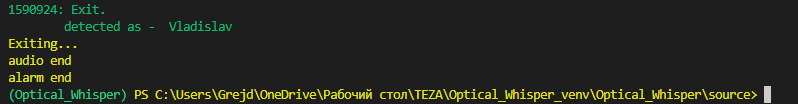 1590924: Exit.
detected as - Vladislav
Exiting...
audio end
alarm end
(Optical_Whisper) PS C:\Users\Grejd\OneDrive\Рабочий стол\TEZA\Optical_Whisper_venv\Optical_Whisper\source>